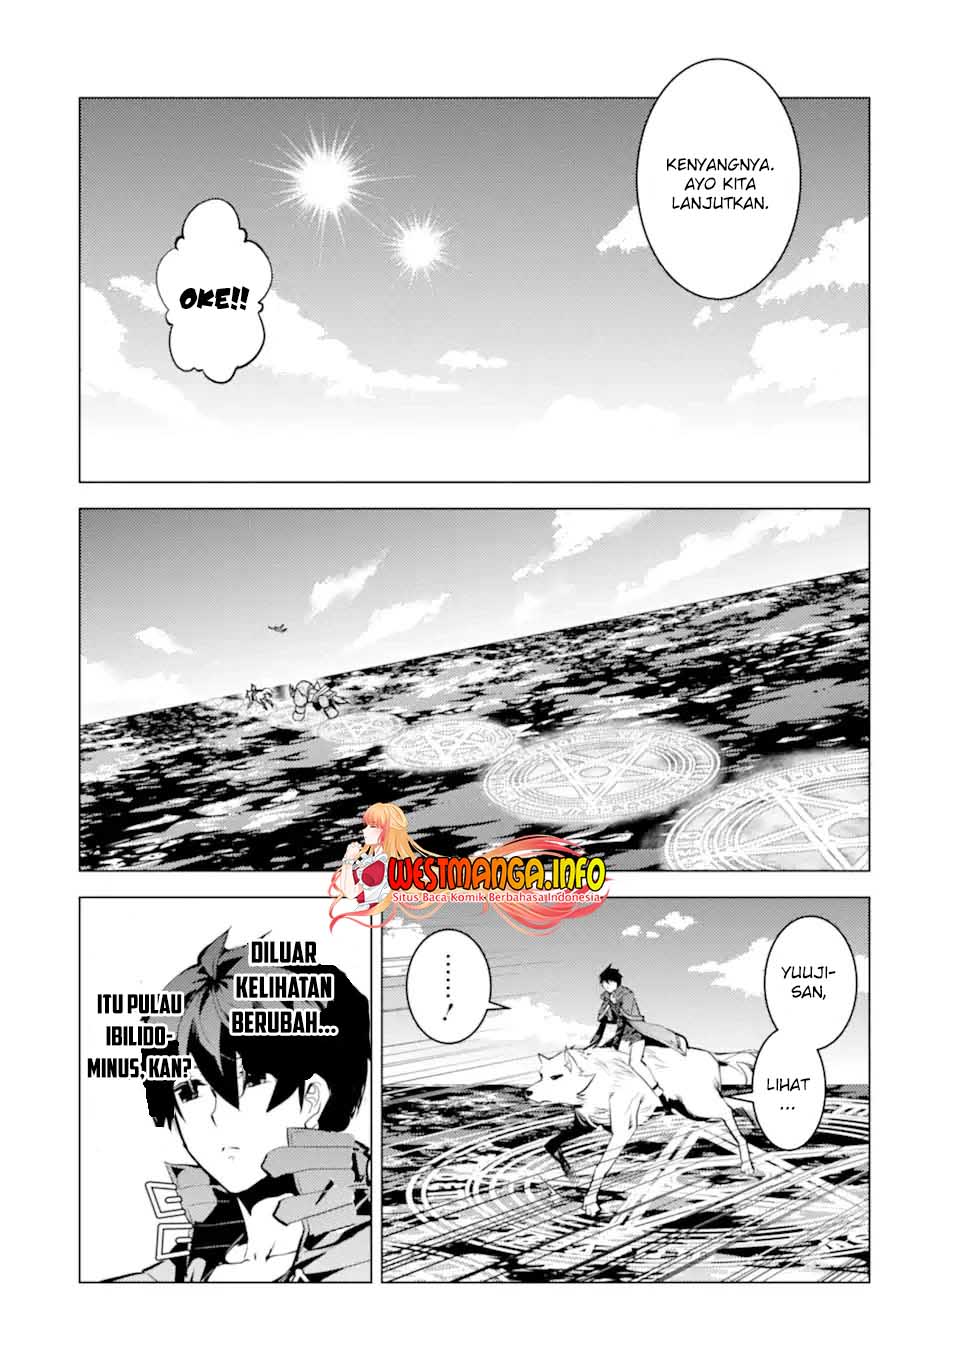 KENYANGNYA.
AYO KITA
LANJUTKAN.
OKE!!
WESTMANGA.INFO
SITUS BACA KOMIK BERBAHASA INDONESIA
YUUJI-
SAN,
LIHAT
...
.......
DILUAR
KELIHATAN
BERUBAH...
ITU PULAU
IBILIDO-
MINUS, KAN?